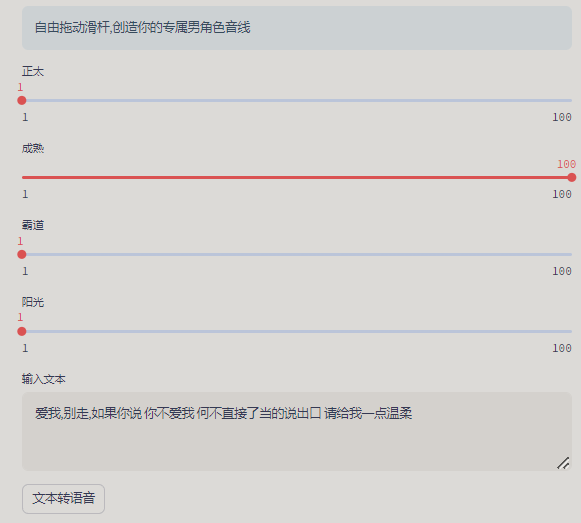 自由拖动滑杆,创造你的专属男角色音线
正太
1
1 100
成熟
100
1 100
霸道
1
1 100
阳光
1
1 100
输入文本
爱我,别走,如果你说 你不爱我 何不直接了当的说出口 请给我一点温柔
文本转语音